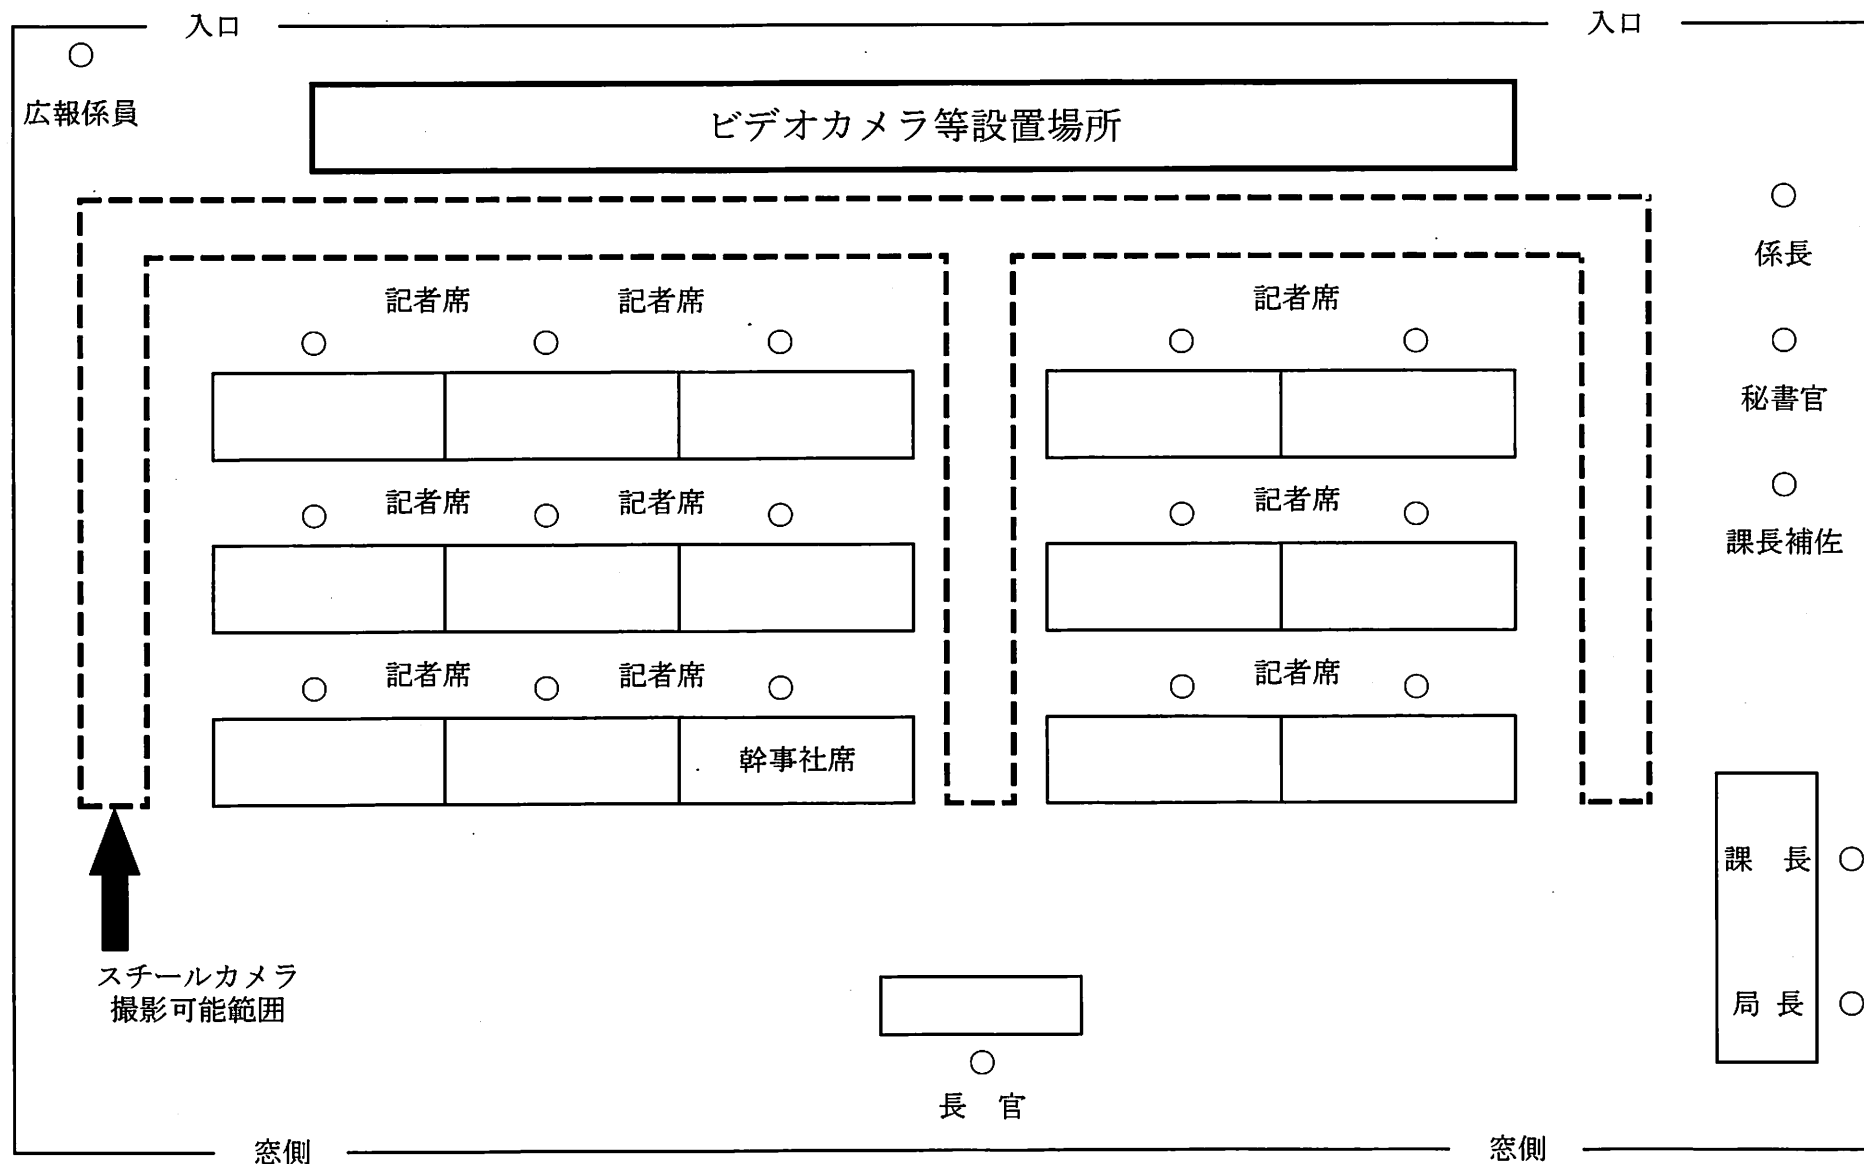 入口
入口
広報係員
ビデオカメラ等設置場所
係長
記者席
記者席
記者席
秘書官
記者席
記者席
記者席
課長補佐
記者席
記者席
記者席
幹事社席
課　長
スチールカメラ
撮影可能範囲
局 長
長　官
窓側
窓側